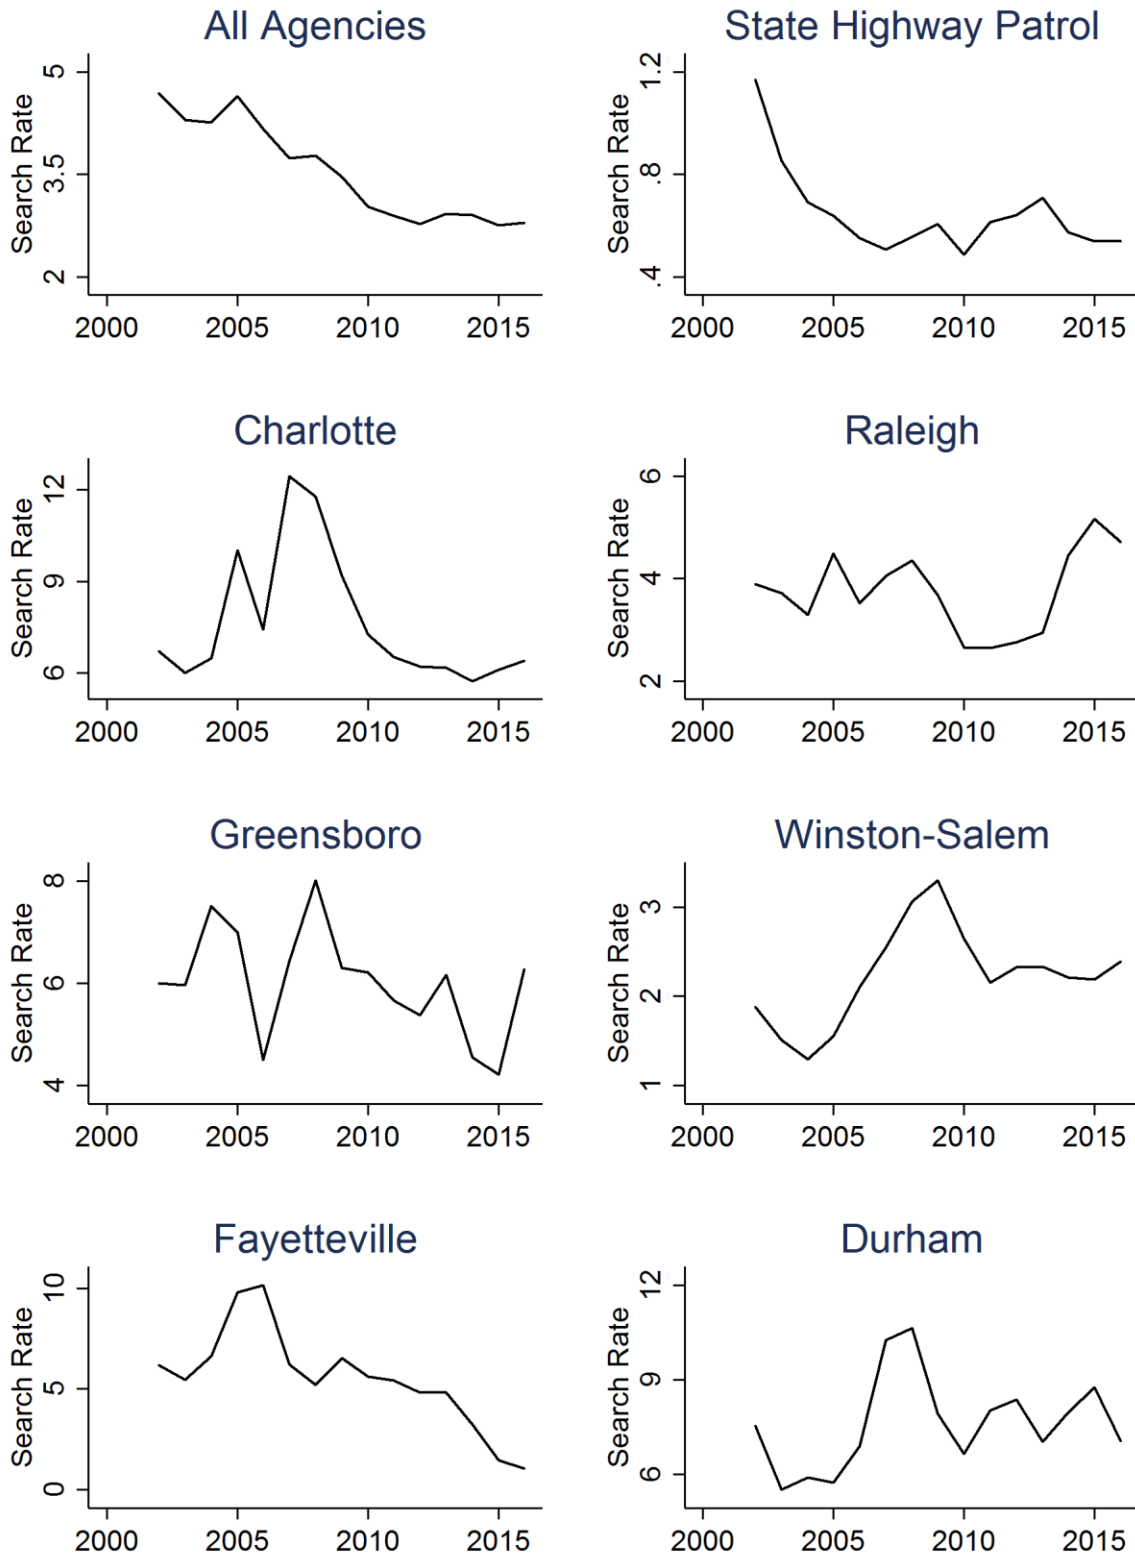 All Agencies
Search Rate
5
3.5
2
2000 2005 2010 2015
State Highway Patrol
Search Rate
1.2
.8
.4
2000 2005 2010 2015
Charlotte
Search Rate
12
9
6
2000 2005 2010 2015
Raleigh
Search Rate
6
4
2
2000 2005 2010 2015
Greensboro
Search Rate
8
6
4
2000 2005 2010 2015
Winston-Salem
Search Rate
3
2
1
2000 2005 2010 2015
Fayetteville
Search Rate
10
5
0
2000 2005 2010 2015
Durham
Search Rate
12
9
6
2000 2005 2010 2015